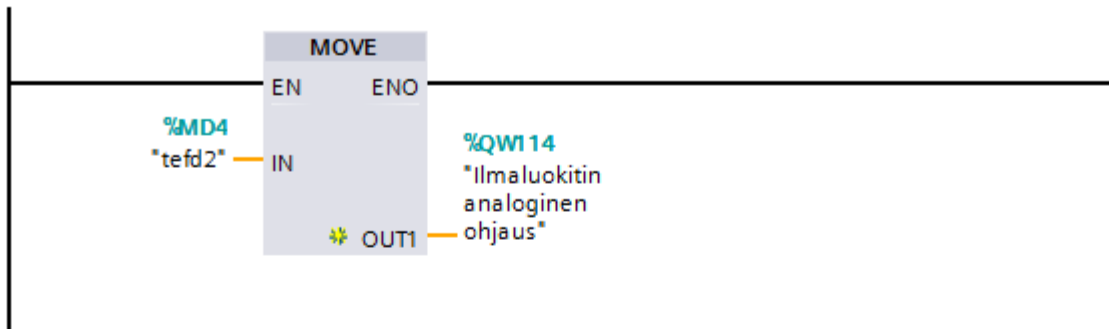 MOVE
EN ENO
%MD4
"tefd2"
IN
%QW114
"Ilmaluokitin
analoginen
ohjaus"
OUT1